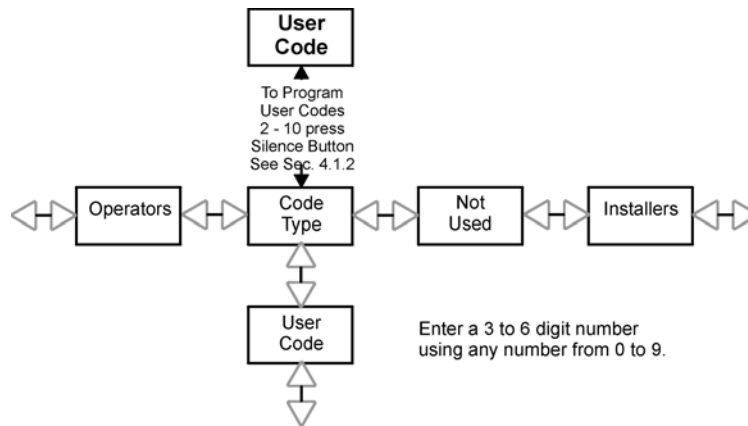 User
Code
To Program
User Codes
2 - 10 press
Silence Button
See Sec. 4.1.2
Operators
Code
Type
Not
Used
Installers
User
Code
Enter a 3 to 6 digit number
using any number from 0 to 9.